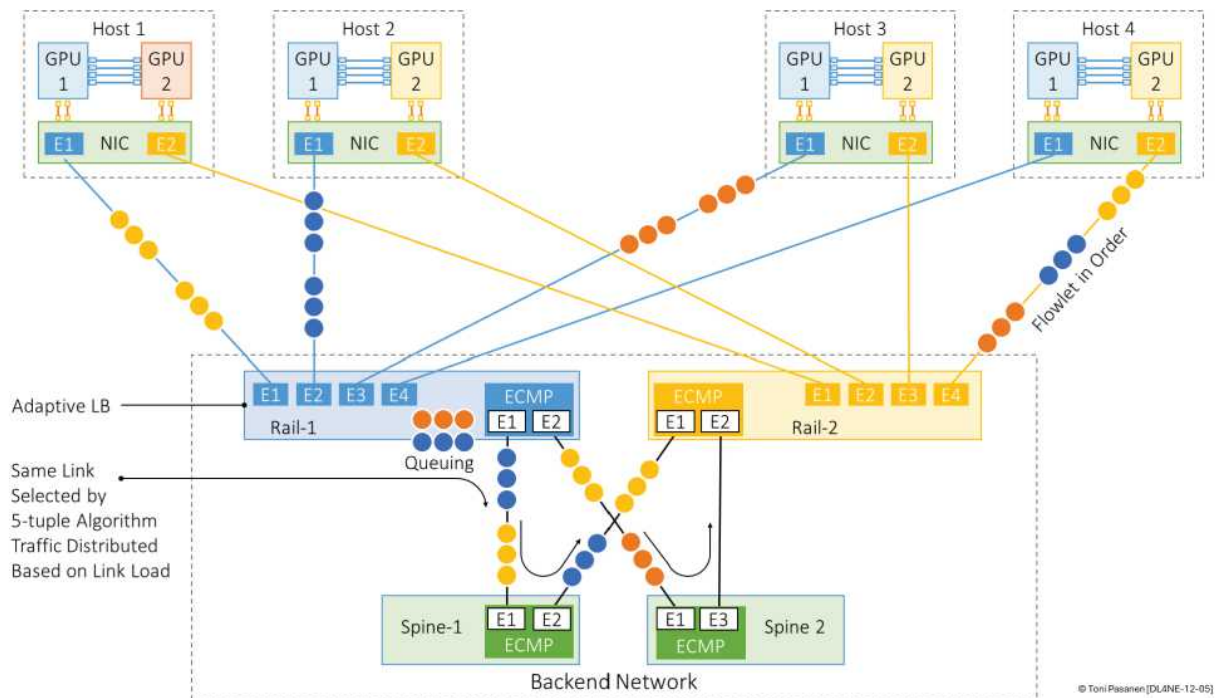 Host 1
Host 2
Host 3
Host 4
GPU
1
GPU
2
GPU
1
GPU
2
GPU
1
GPU
2
GPU
1
GPU
2
E1 NIC E2
E1 NIC E2
E1 NIC E2
E1 NIC E2
Flowlet in Order
Adaptive LB
E1 E2 E3 E4
Rail-1
ECMP
E1 E2
Queuing
ECMP
E1 E2
E1 E2 E3 E4
Rail-2
Same Link
Selected by
5-tuple Algorithm
Traffic Distributed
Based on Link Load
Spine-1
E1 E2
ECMP
E1 E3
ECMP
Spine 2
Backend Network
© Toni Pasanen [DL4NE-12-05]